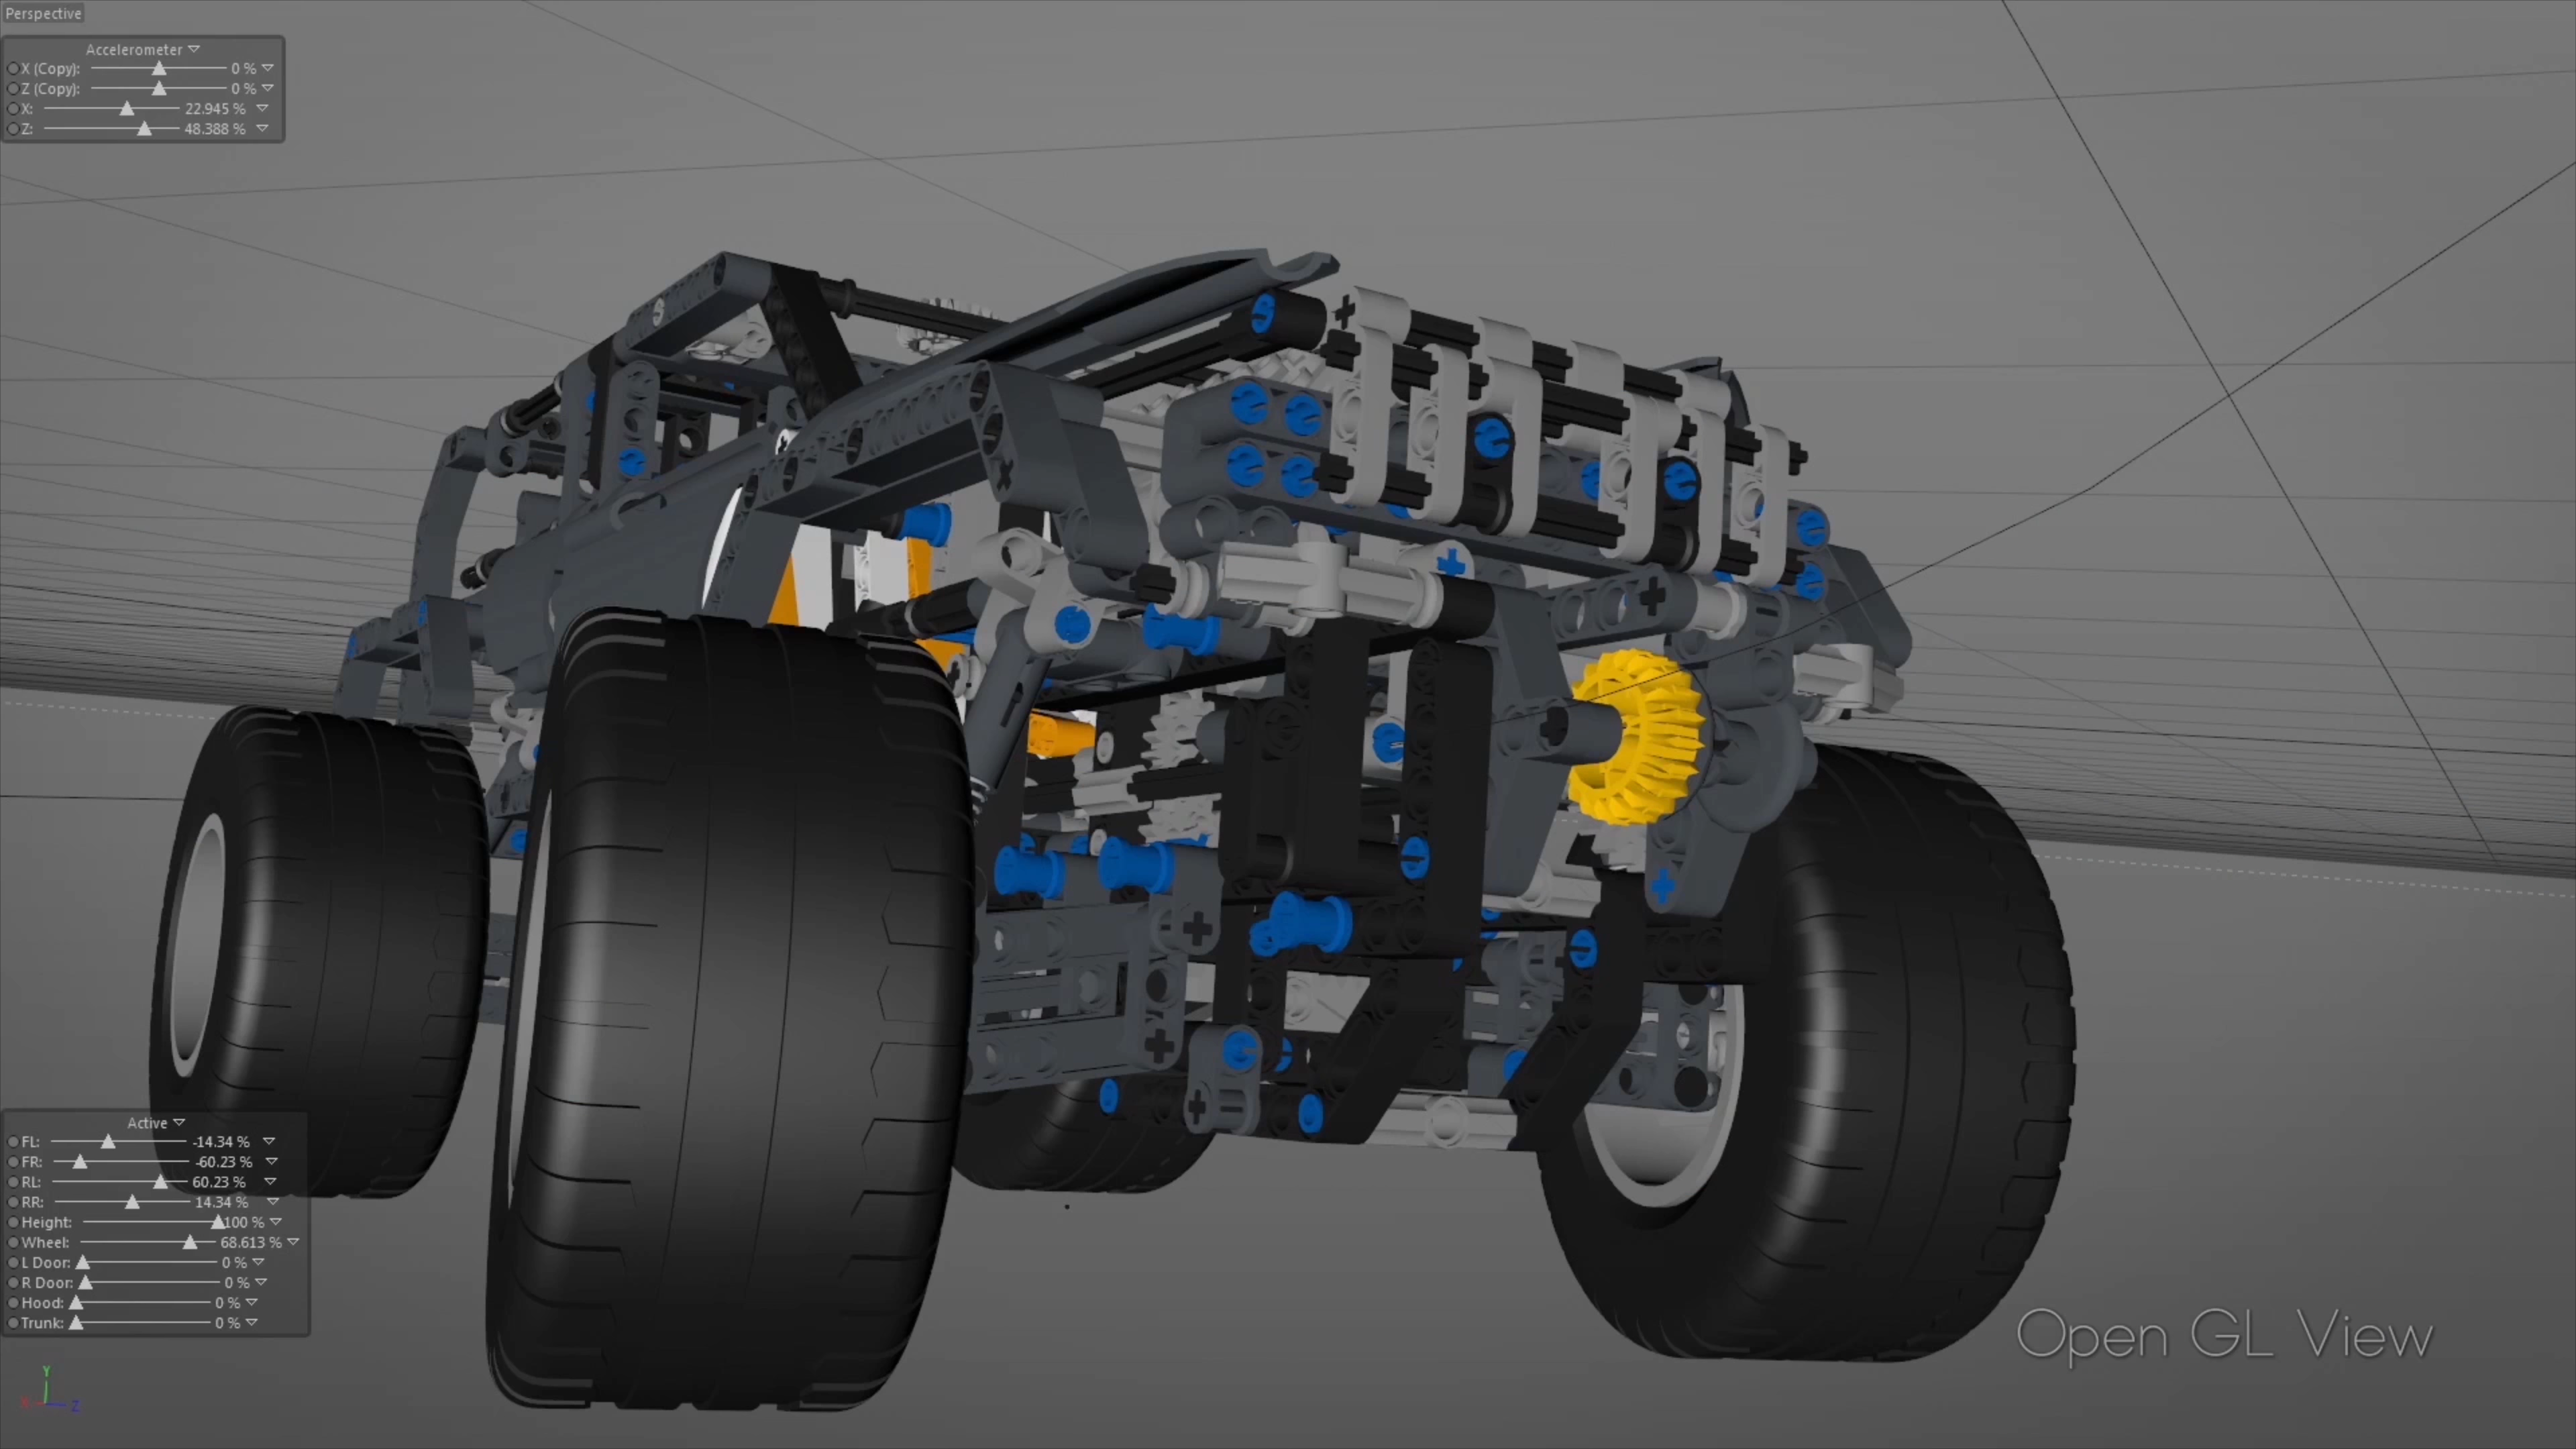 Perspective
Accelerometer
X (Copy): 0 %
Z (Copy): 0 %
X: 22.945 %
Z: 48.388 %
Active
FL: -14.34 %
FR: -60.23 %
RL: 60.23 %
RR: 14.34 %
Height: 100 %
Wheel: 68.613 %
L Door: 0 %
R Door: 0 %
Hood: 0 %
Trunk: 0 %
Open GL View
Y
X Z